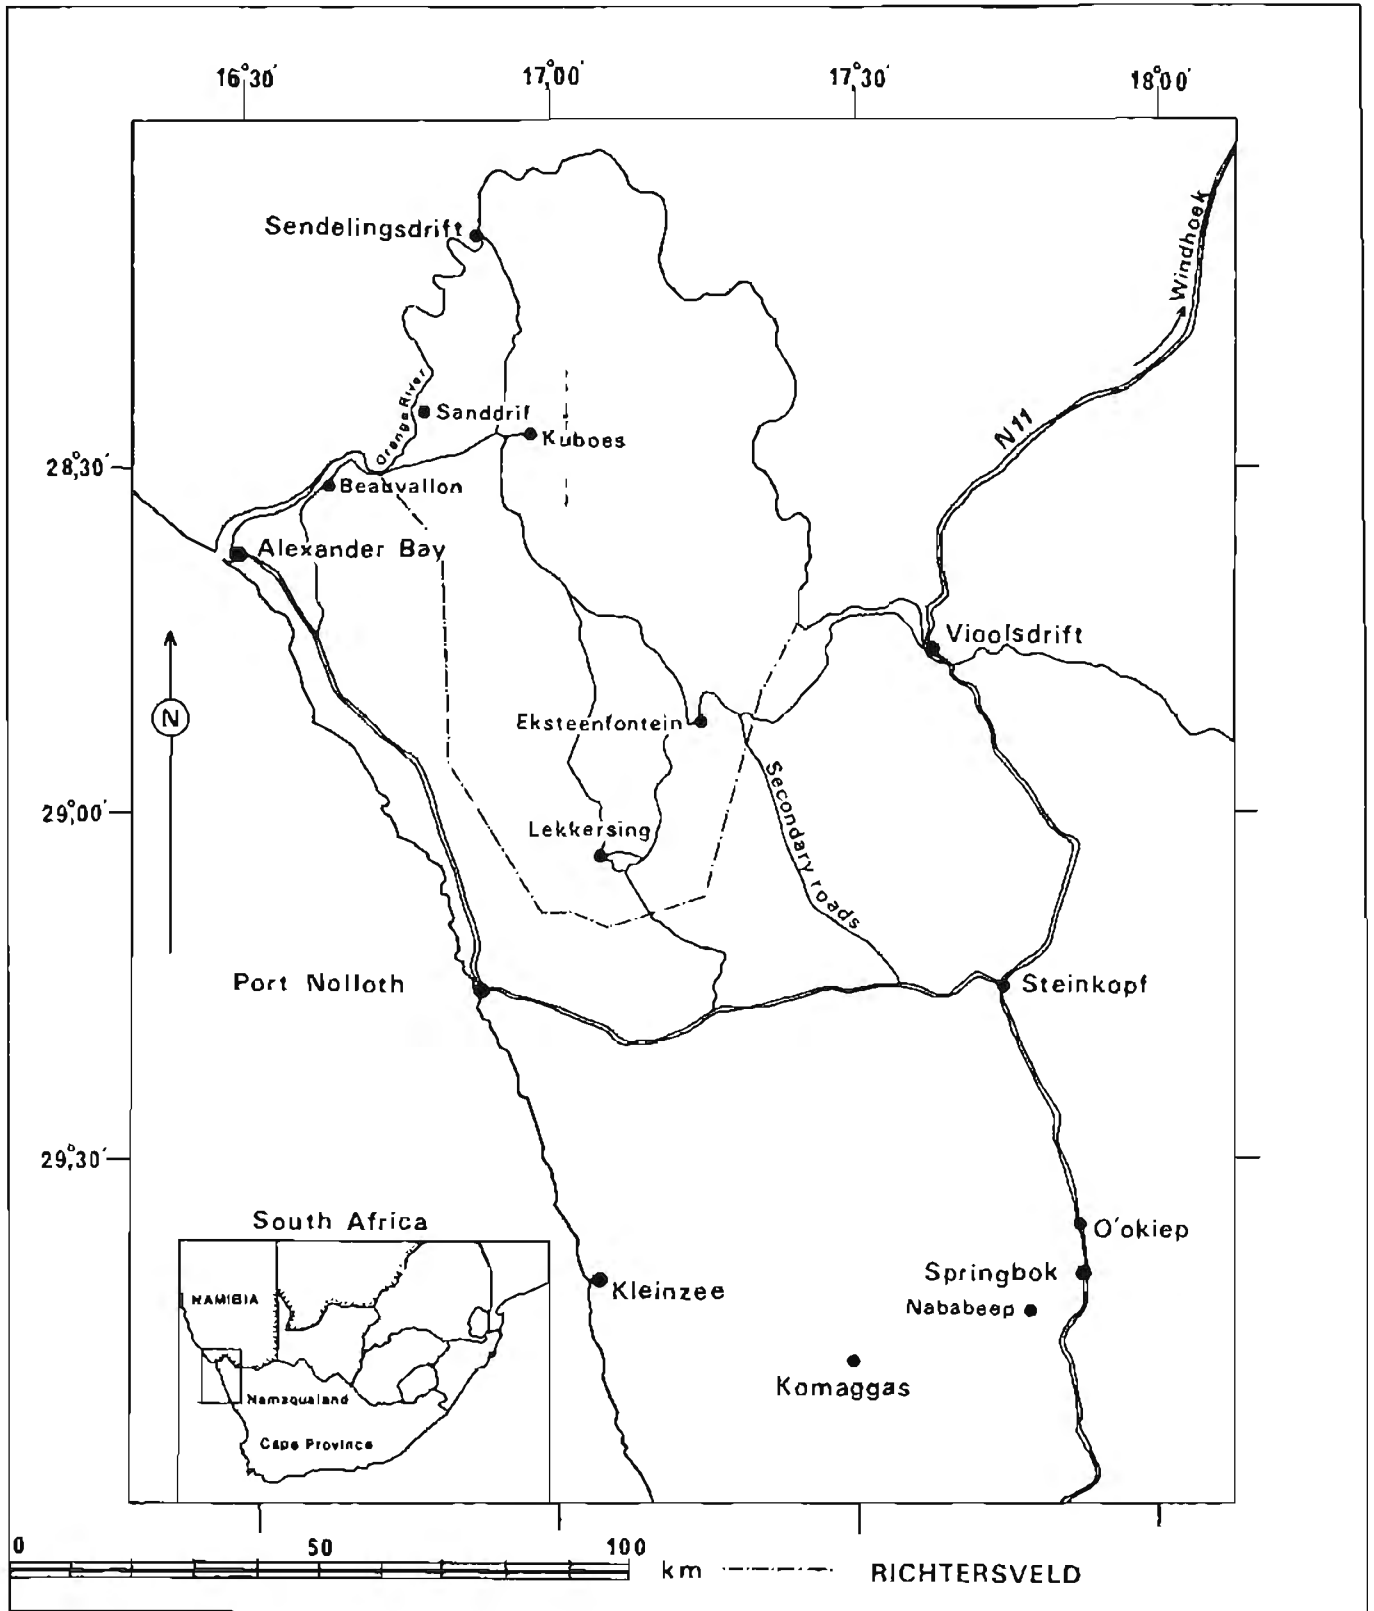 16°30' 17°00' 17°30' 18°00'
Sendelingsdrift
Windhoek
Orange River
Sanddrif
N11
Kuboes
28°30'
Beauvallon
Alexander Bay
Vioolsdrift
N
Eksteenfontein
Secondary roads
29°00'
Lekkersing
Port Nolloth
Steinkopf
29°30'
South Africa
O'okiep
Springbok
Kleinzee
NAMIBIA
Nababeep
Komaggas
Namaqualand
Cape Province
0 50 100
km RICHTERSVELD